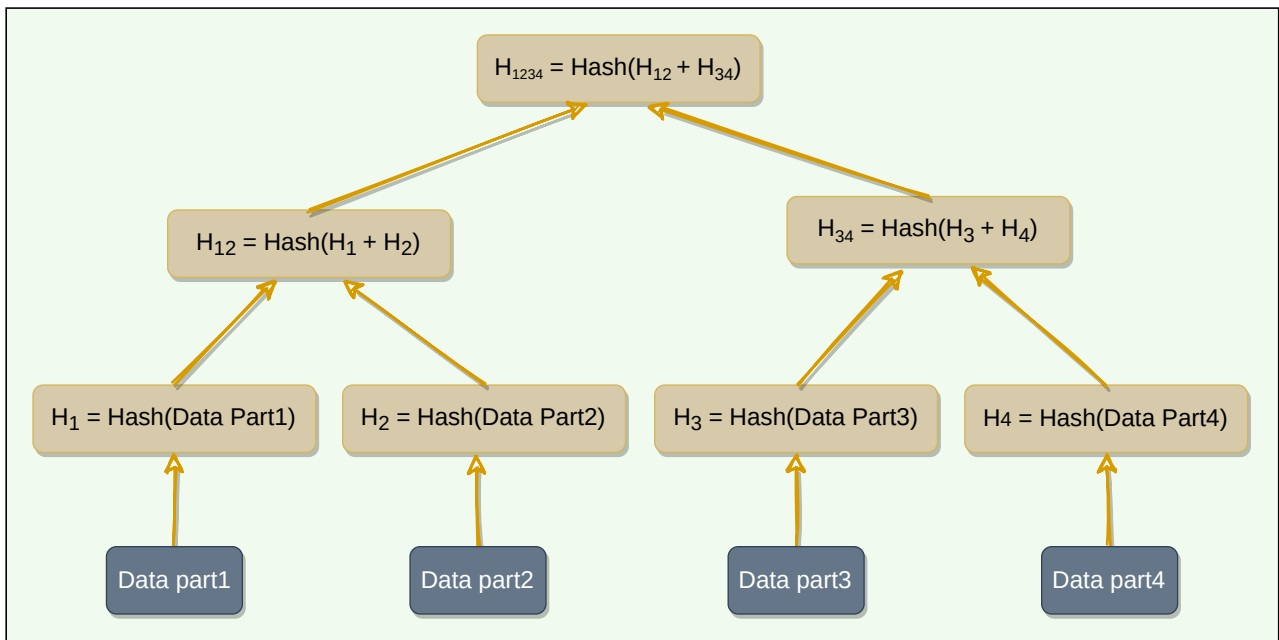 H₁₂₃₄ = Hash(H₁₂ + H₃₄)
H₁₂ = Hash(H₁ + H₂)
H₃₄ = Hash(H₃ + H₄)
H₁ = Hash(Data Part1)
H₂ = Hash(Data Part2)
H₃ = Hash(Data Part3)
H4 = Hash(Data Part4)
Data part1
Data part2
Data part3
Data part4